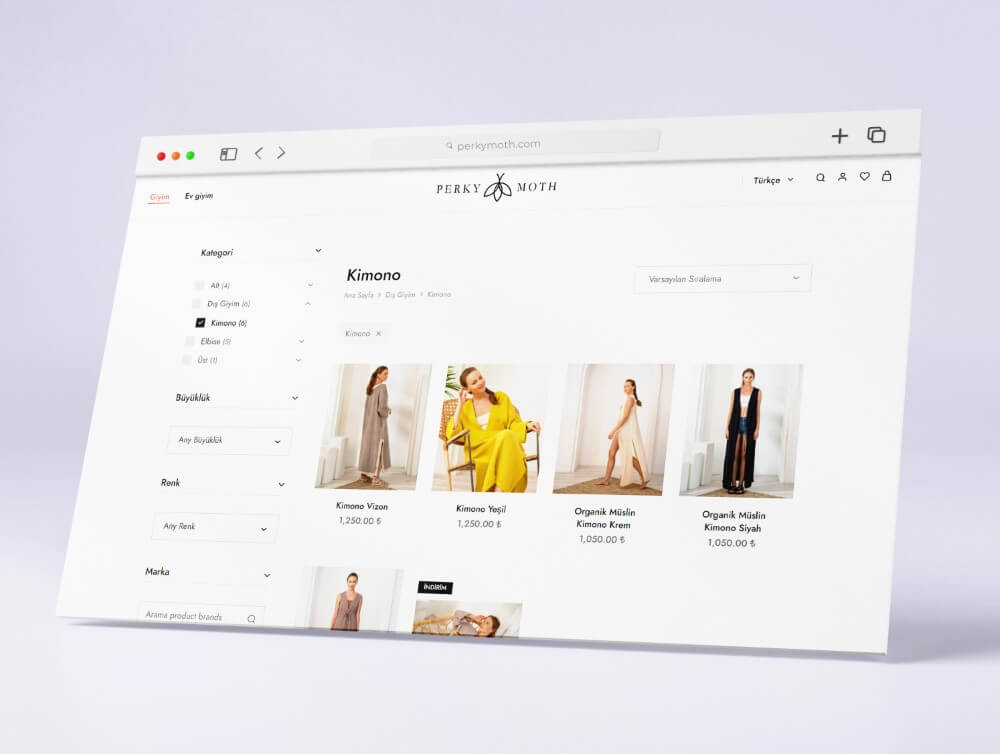 perkymoth.com
Giyim
Ev giyim
PERKY MOTH
Türkçe
Kategori
Alt (4)
Dış Giyim (6)
Kimono (6)
Elbise (5)
Üst (1)
Büyüklük
Any Büyüklük
Renk
Any Renk
Marka
Arama product brands
Kimono
Ana Sayfa > Dış Giyim > Kimono
Varsayılan Sıralama
Kimono ×
Kimono Vizon
1,250.00 ₺
Kimono Yeşil
1,250.00 ₺
Organik Müslin
Kimono Krem
1,050.00 ₺
Organik Müslin
Kimono Siyah
1,050.00 ₺
İNDİRİM